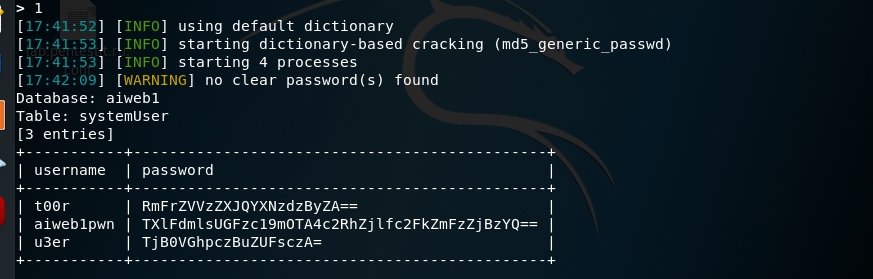 > 1
[17:41:52] [INFO] using default dictionary
[17:41:53] [INFO] starting dictionary-based cracking (md5_generic_passwd)
[17:41:53] [INFO] starting 4 processes
[17:42:09] [WARNING] no clear password(s) found
Database: aiweb1
Table: systemUser
[3 entries]
+-----------+----------------------------------------------+
| username  | password                                     |
+-----------+----------------------------------------------+
| t00r      | RmFrZVVzZXJQYXNzdzByZA==                     |
| aiweb1pwn | TXlFdmlsUGFzc19mOTA4c2RhZjlfc2FkZmFzZjBzYQ== |
| u3er      | TjB0VGhpczBuZUFsczA=                         |
+-----------+----------------------------------------------+